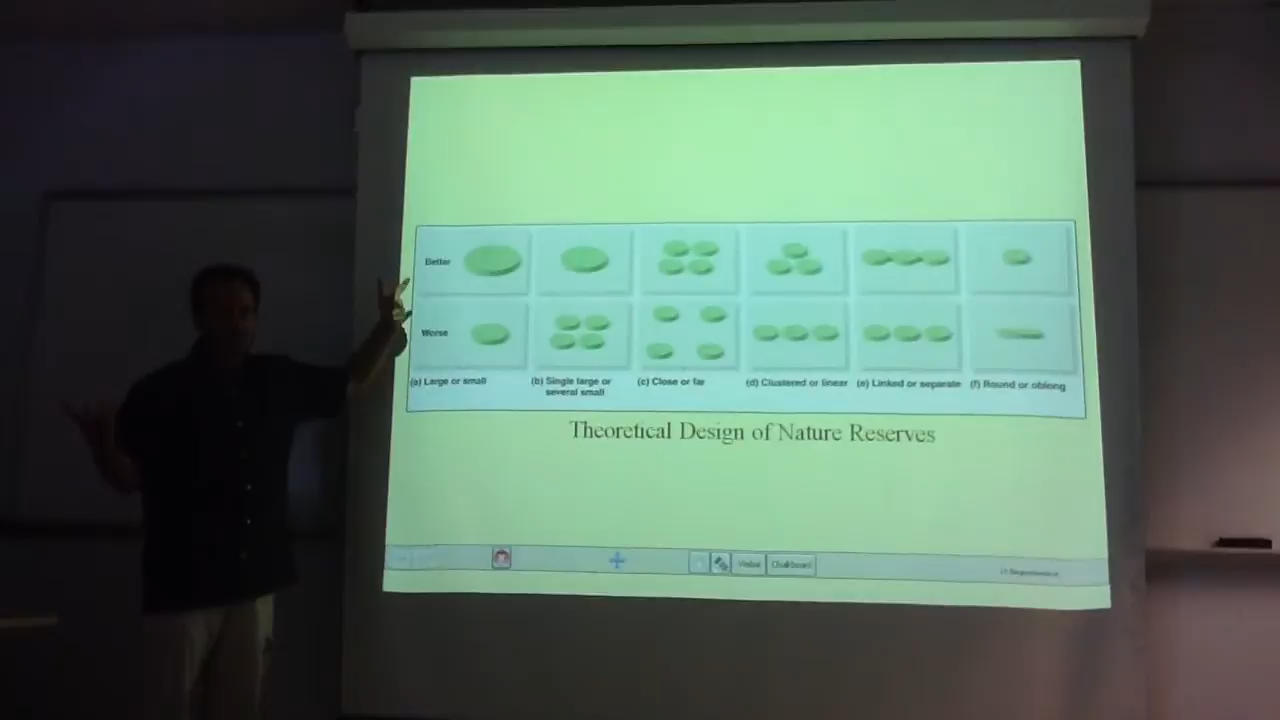 Better
Worse
(a) Large or small
(b) Single large or
several small
(c) Close or far
(d) Clustered or linear
(e) Linked or separate
(f) Round or oblong
Theoretical Design of Nature Reserves
Chalkboard